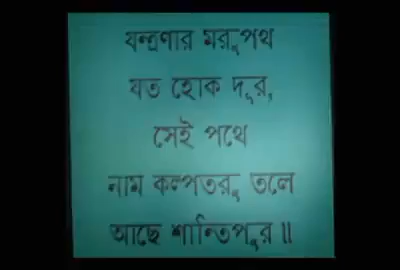 যন্ত্রণার মরুপথ
যত হোক দূর,
সেই পথে
নাম কল্পতরু তলে
আছে শান্তিপুর॥